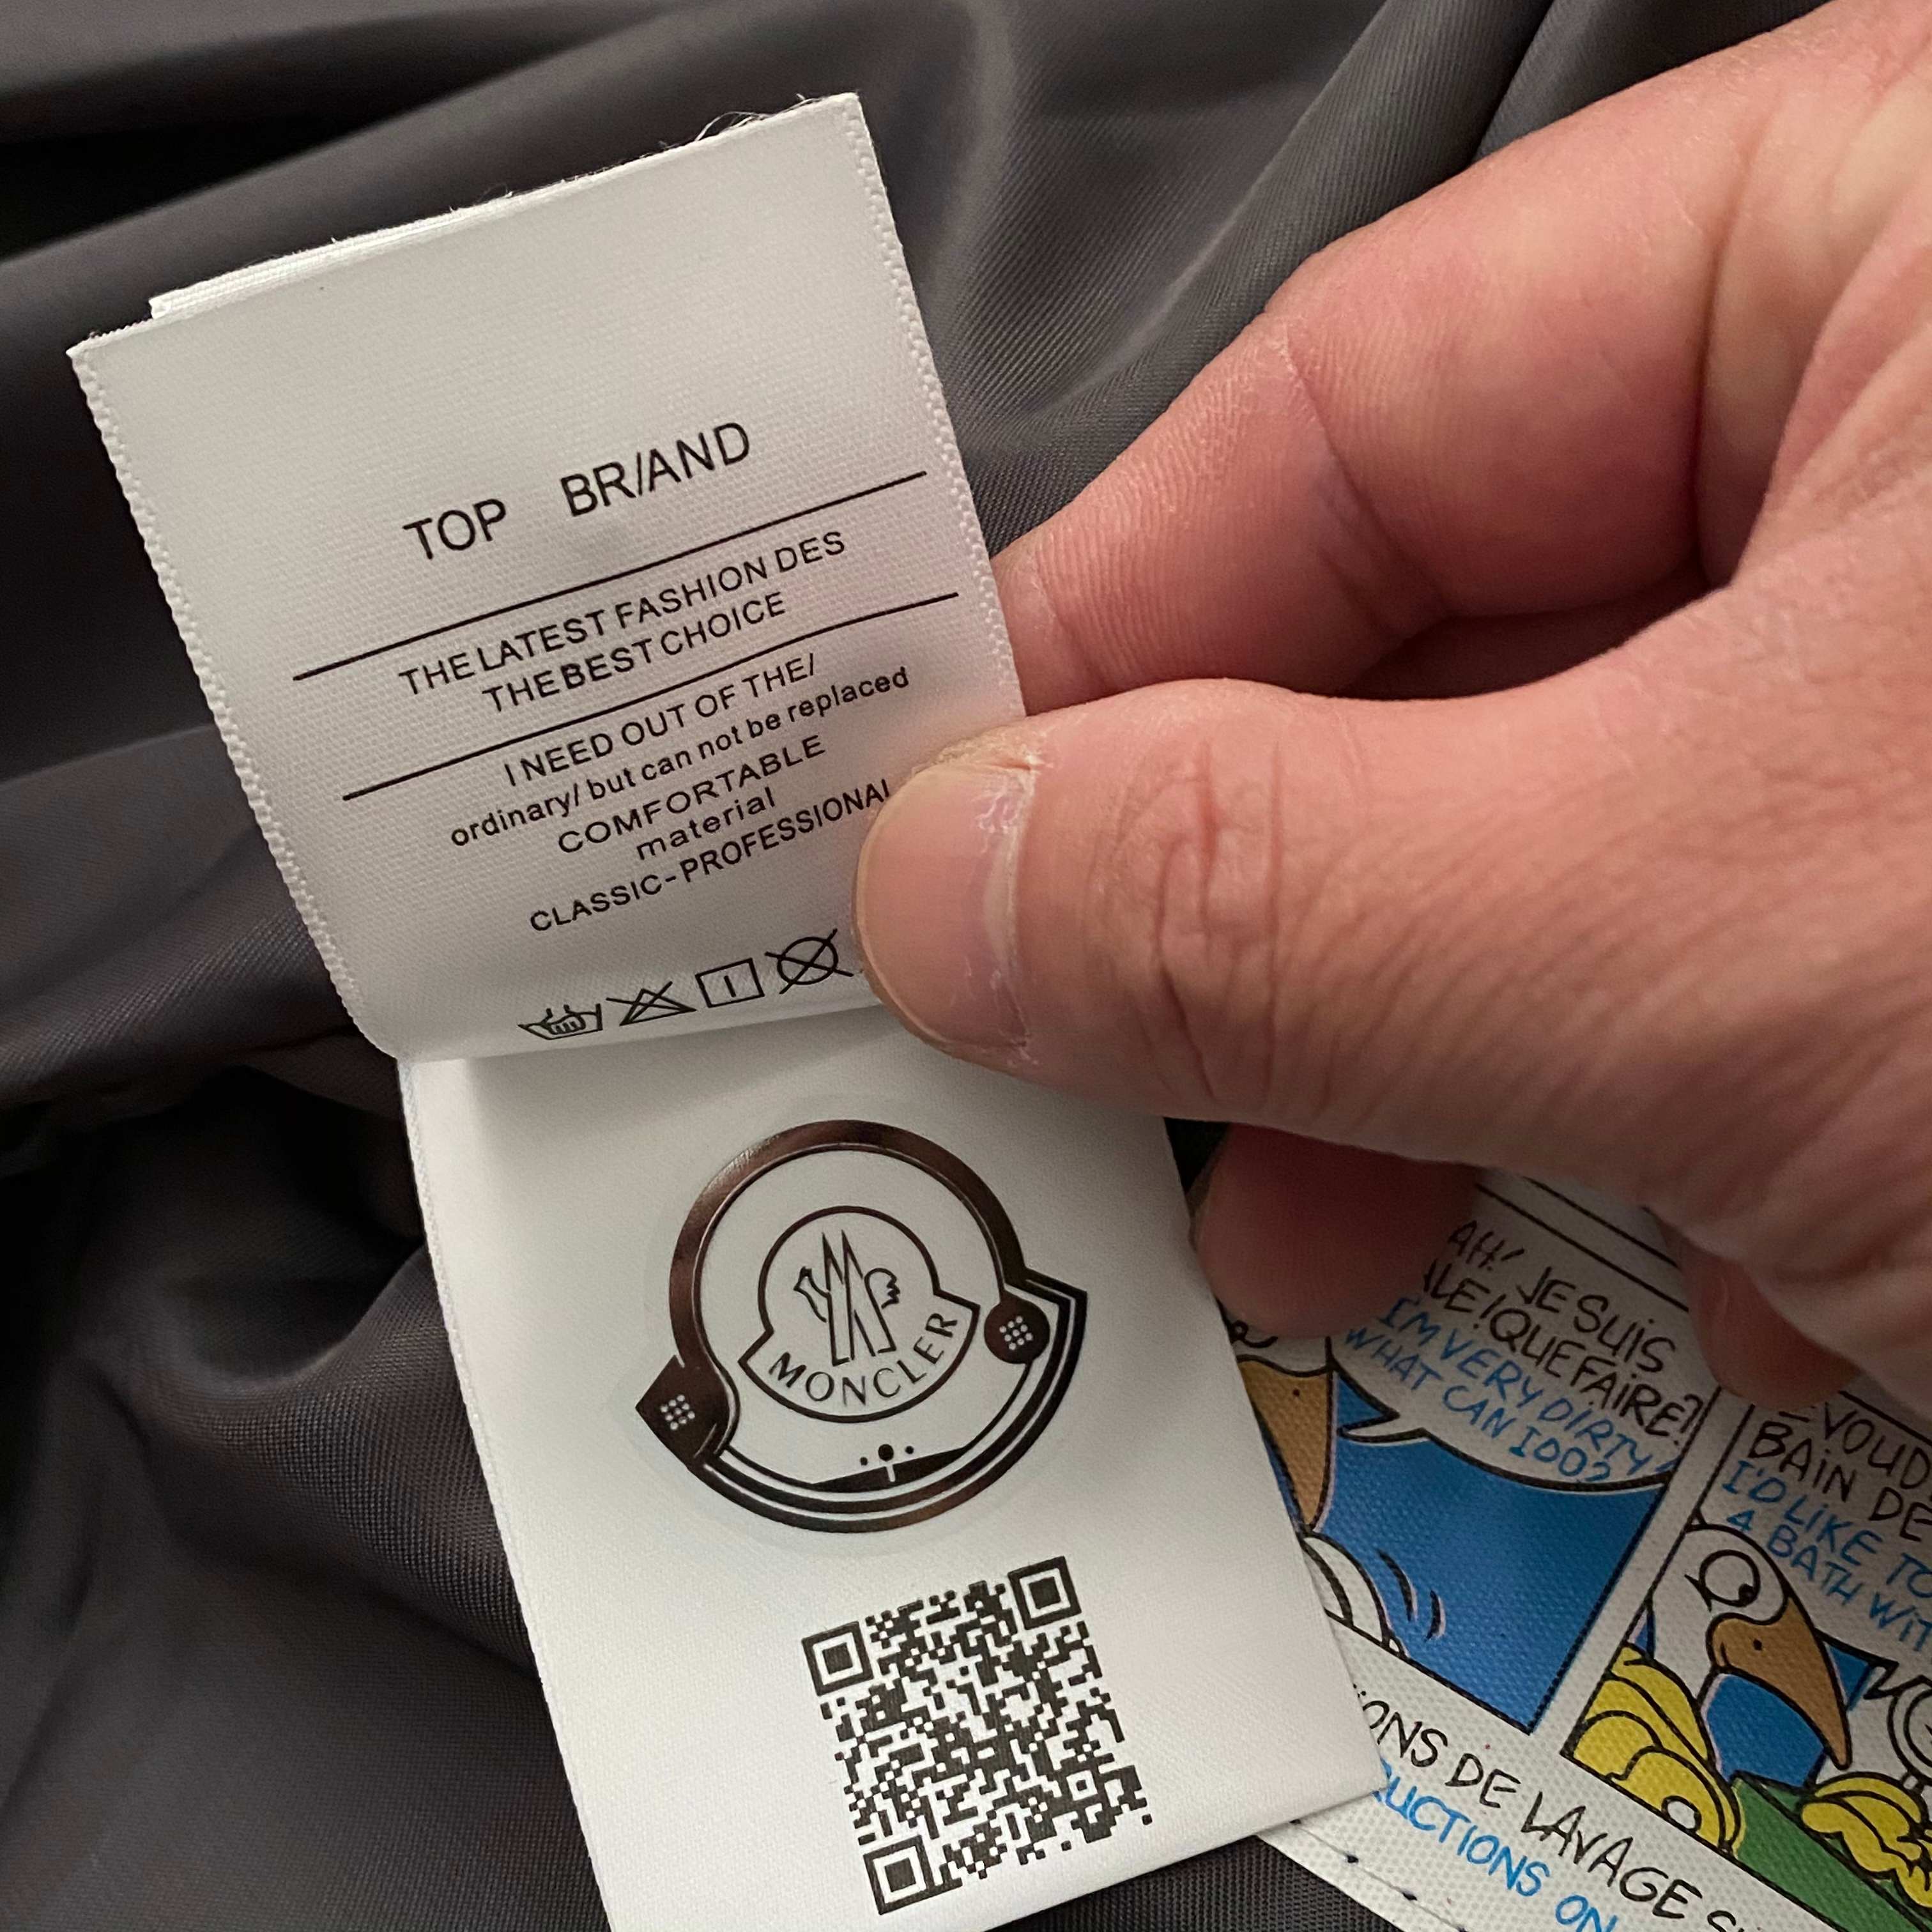 TOP BR/AND
THE LATEST FASHION DES
THE BEST CHOICE
I NEED OUT OF THE/
ordinary/ but can not be replaced
COMFORTABLE
material
CLASSIC-PROFESSIONAL
MONCLER
AH! JE SUIS
!QUE FAIRE?
I'M VERY DIRTY
WHAT CAN I DO?
BAIN DE
I'D LIKE TO
A BATH WIT
ONS DE LAVAGE S
UCTIONS ON